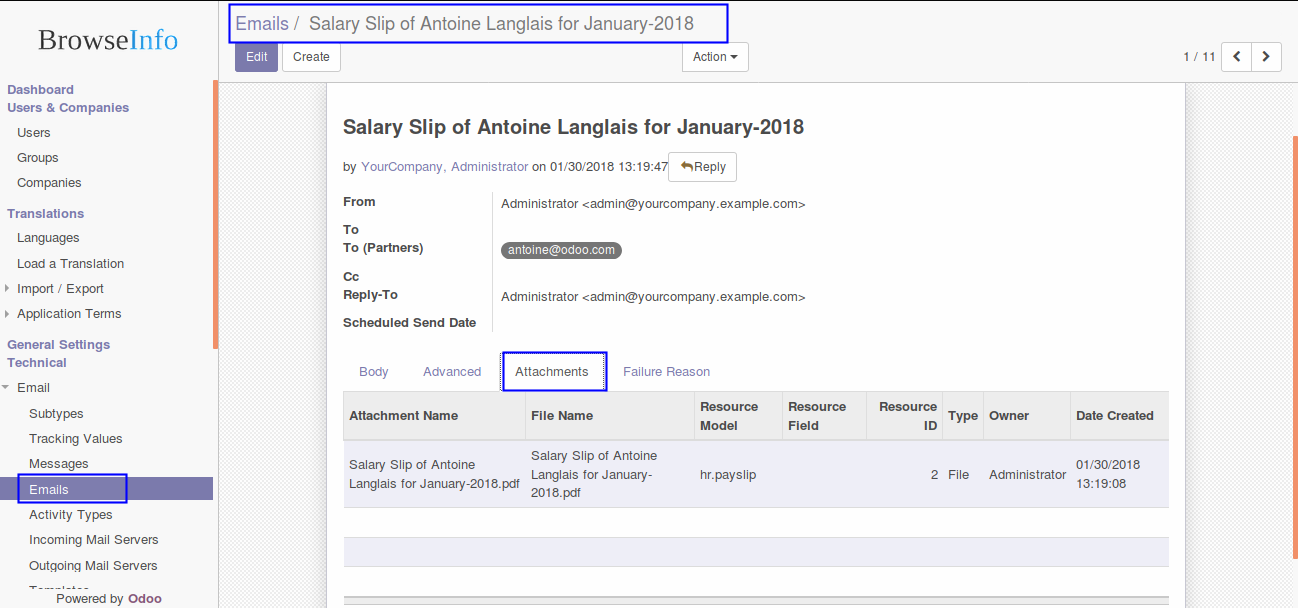 BrowseInfo
Dashboard
Users & Companies
Users
Groups
Companies
Translations
Languages
Load a Translation
Import / Export
Application Terms
General Settings
Technical
Email
Subtypes
Tracking Values
Messages
Emails
Activity Types
Incoming Mail Servers
Outgoing Mail Servers
Powered by Odoo
Emails / Salary Slip of Antoine Langlais for January-2018
Edit Create Action 1 / 11
Salary Slip of Antoine Langlais for January-2018
by YourCompany, Administrator on 01/30/2018 13:19:47 Reply
From Administrator <admin@yourcompany.example.com>
To
To (Partners) antoine@odoo.com
Cc
Reply-To Administrator <admin@yourcompany.example.com>
Scheduled Send Date
Body Advanced Attachments Failure Reason
Attachment Name File Name Resource Model Resource Field Resource ID Type Owner Date Created
Salary Slip of Antoine Langlais for January-2018.pdf Salary Slip of Antoine Langlais for January-2018.pdf hr.payslip 2 File Administrator 01/30/2018 13:19:08